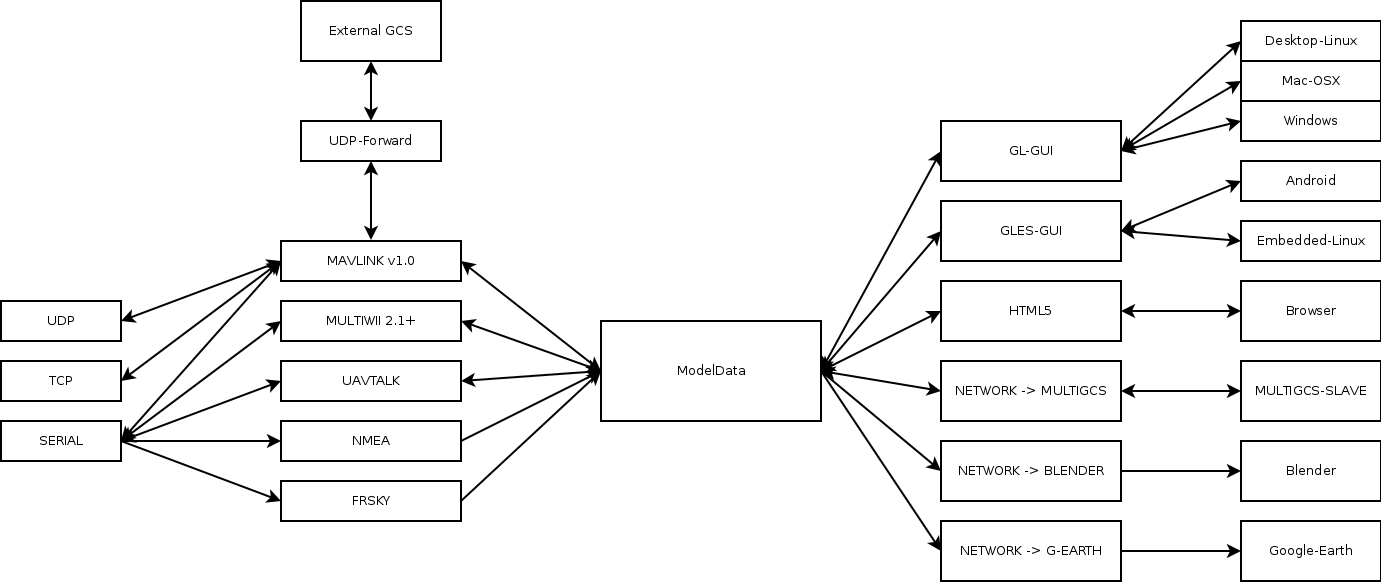 External GCS
UDP-Forward
MAVLINK v1.0
MULTIWII 2.1+
UAVTALK
NMEA
FRSKY
UDP
TCP
SERIAL
ModelData
GL-GUI
GLES-GUI
HTML5
NETWORK -> MULTIGCS
NETWORK -> BLENDER
NETWORK -> G-EARTH
Desktop-Linux
Mac-OSX
Windows
Android
Embedded-Linux
Browser
MULTIGCS-SLAVE
Blender
Google-Earth